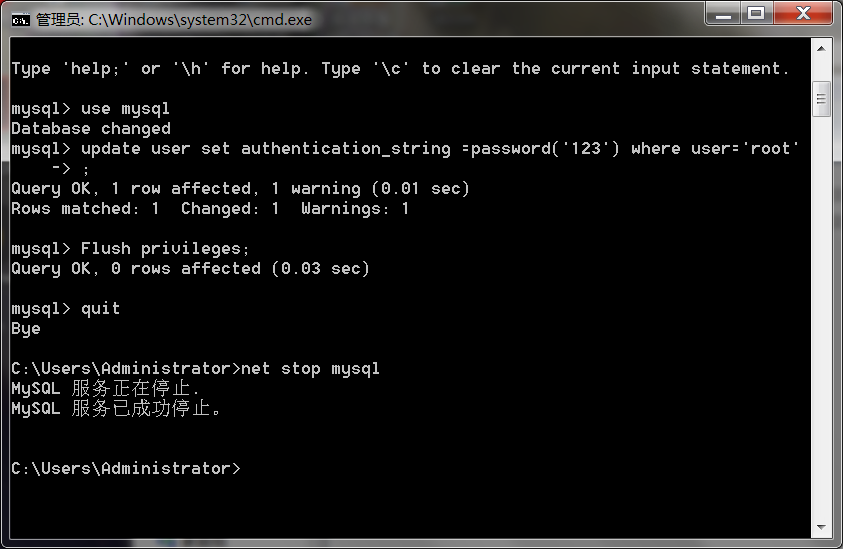 管理员: C:\Windows\system32\cmd.exe
Type 'help;' or '\h' for help. Type '\c' to clear the current input statement.
mysql> use mysql
Database changed
mysql> update user set authentication_string =password('123') where user='root'
    -> ;
Query OK, 1 row affected, 1 warning (0.01 sec)
Rows matched: 1  Changed: 1  Warnings: 1
mysql> Flush privileges;
Query OK, 0 rows affected (0.03 sec)
mysql> quit
Bye
C:\Users\Administrator>net stop mysql
MySQL 服务正在停止.
MySQL 服务已成功停止。
C:\Users\Administrator>